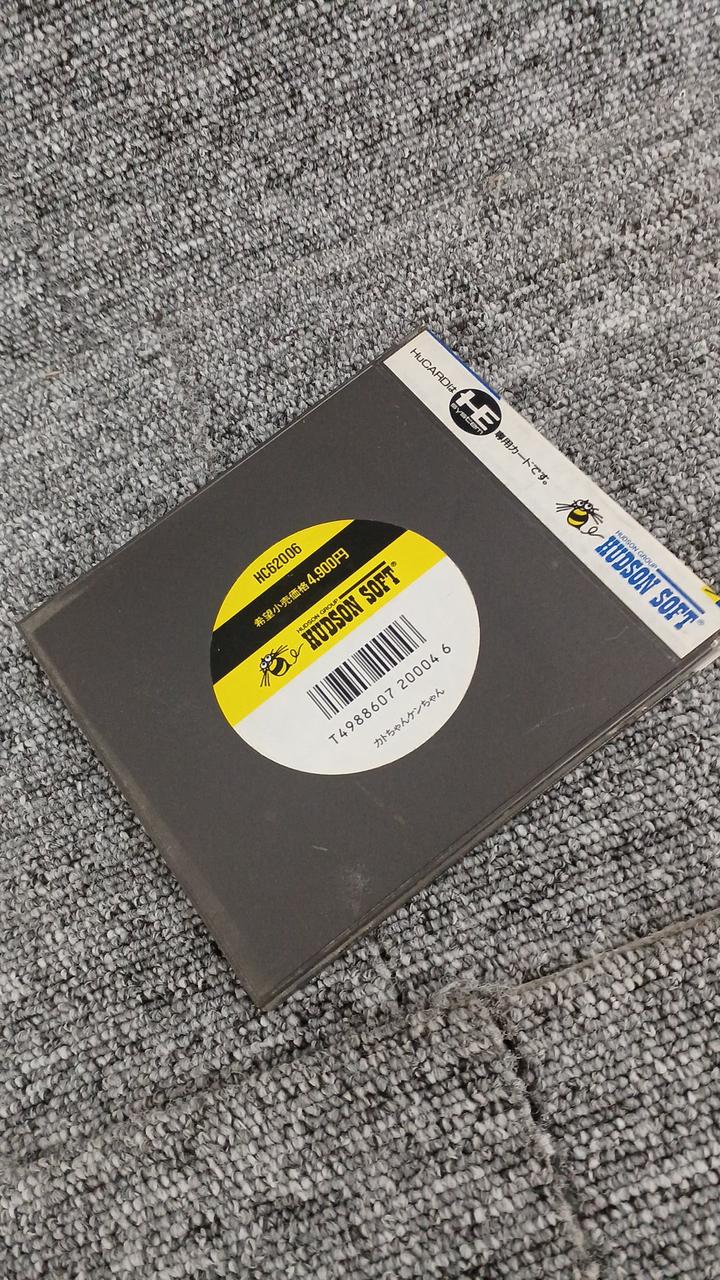 HuCARDは
HE
SYSTEM
専用カードです。
HUDSON GROUP
HUDSON SOFT®
HC62006
希望小売価格4,900円
HUDSON GROUP
HUDSON SOFT®
T4988607 20004 6
カトちゃんケンちゃん